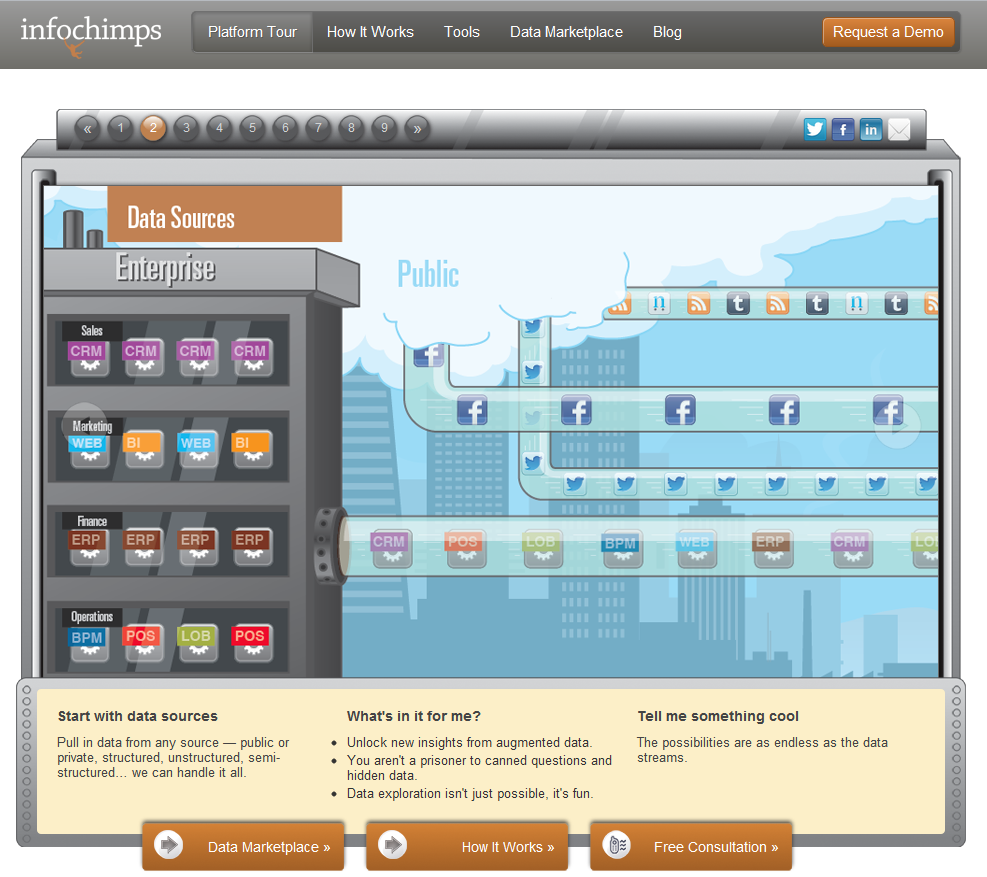 infochimps
Platform Tour How It Works Tools Data Marketplace Blog Request a Demo
« 1 2 3 4 5 6 7 8 9 »
f in
Data Sources
Enterprise
Public
Sales
CRM CRM CRM CRM
Marketing
WEB BI WEB BI
Finance
ERP ERP ERP ERP
Operations
BPM POS LOB POS
n t t n t
f
f f f f f
CRM POS LOB BPM WEB ERP CRM LO
Start with data sources
Pull in data from any source — public or
private, structured, unstructured, semi-
structured... we can handle it all.
What's in it for me?
• Unlock new insights from augmented data.
• You aren't a prisoner to canned questions and
hidden data.
• Data exploration isn't just possible, it's fun.
Tell me something cool
The possibilities are as endless as the data
streams.
Data Marketplace » How It Works » Free Consultation »